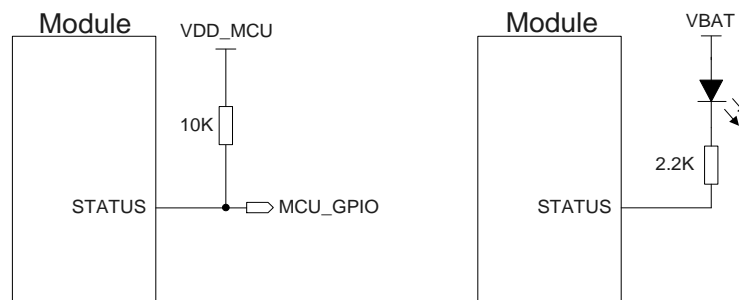 Module
VDD_MCU
10K
STATUS
MCU_GPIO
Module
VBAT
2.2K
STATUS